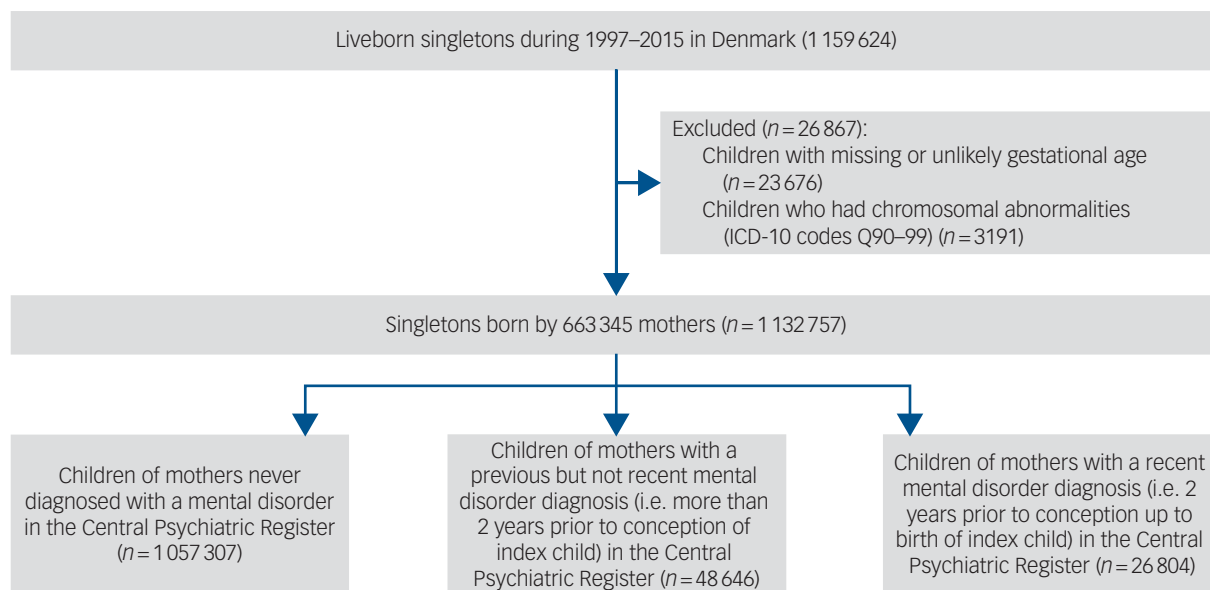 Liveborn singletons during 1997–2015 in Denmark (1 159 624)
Excluded (n = 26 867):
Children with missing or unlikely gestational age
(n = 23 676)
Children who had chromosomal abnormalities
(ICD-10 codes Q90–99) (n = 3191)
Singletons born by 663 345 mothers (n = 1 132 757)
Children of mothers never
diagnosed with a mental disorder
in the Central Psychiatric Register
(n = 1 057 307)
Children of mothers with a
previous but not recent mental
disorder diagnosis (i.e. more than
2 years prior to conception of
index child) in the Central
Psychiatric Register (n = 48 646)
Children of mothers with a recent
mental disorder diagnosis (i.e. 2
years prior to conception up to
birth of index child) in the Central
Psychiatric Register (n = 26 804)